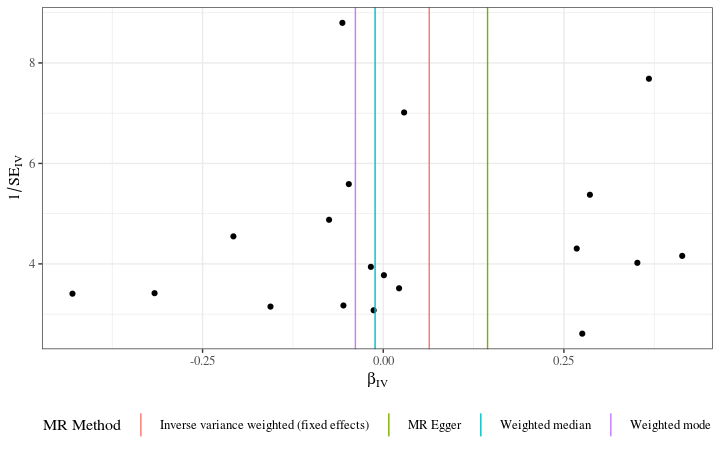 1/SE_IV
8
6
4
-0.25 0.00 0.25
β_IV
MR Method Inverse variance weighted (fixed effects) MR Egger Weighted median Weighted mode